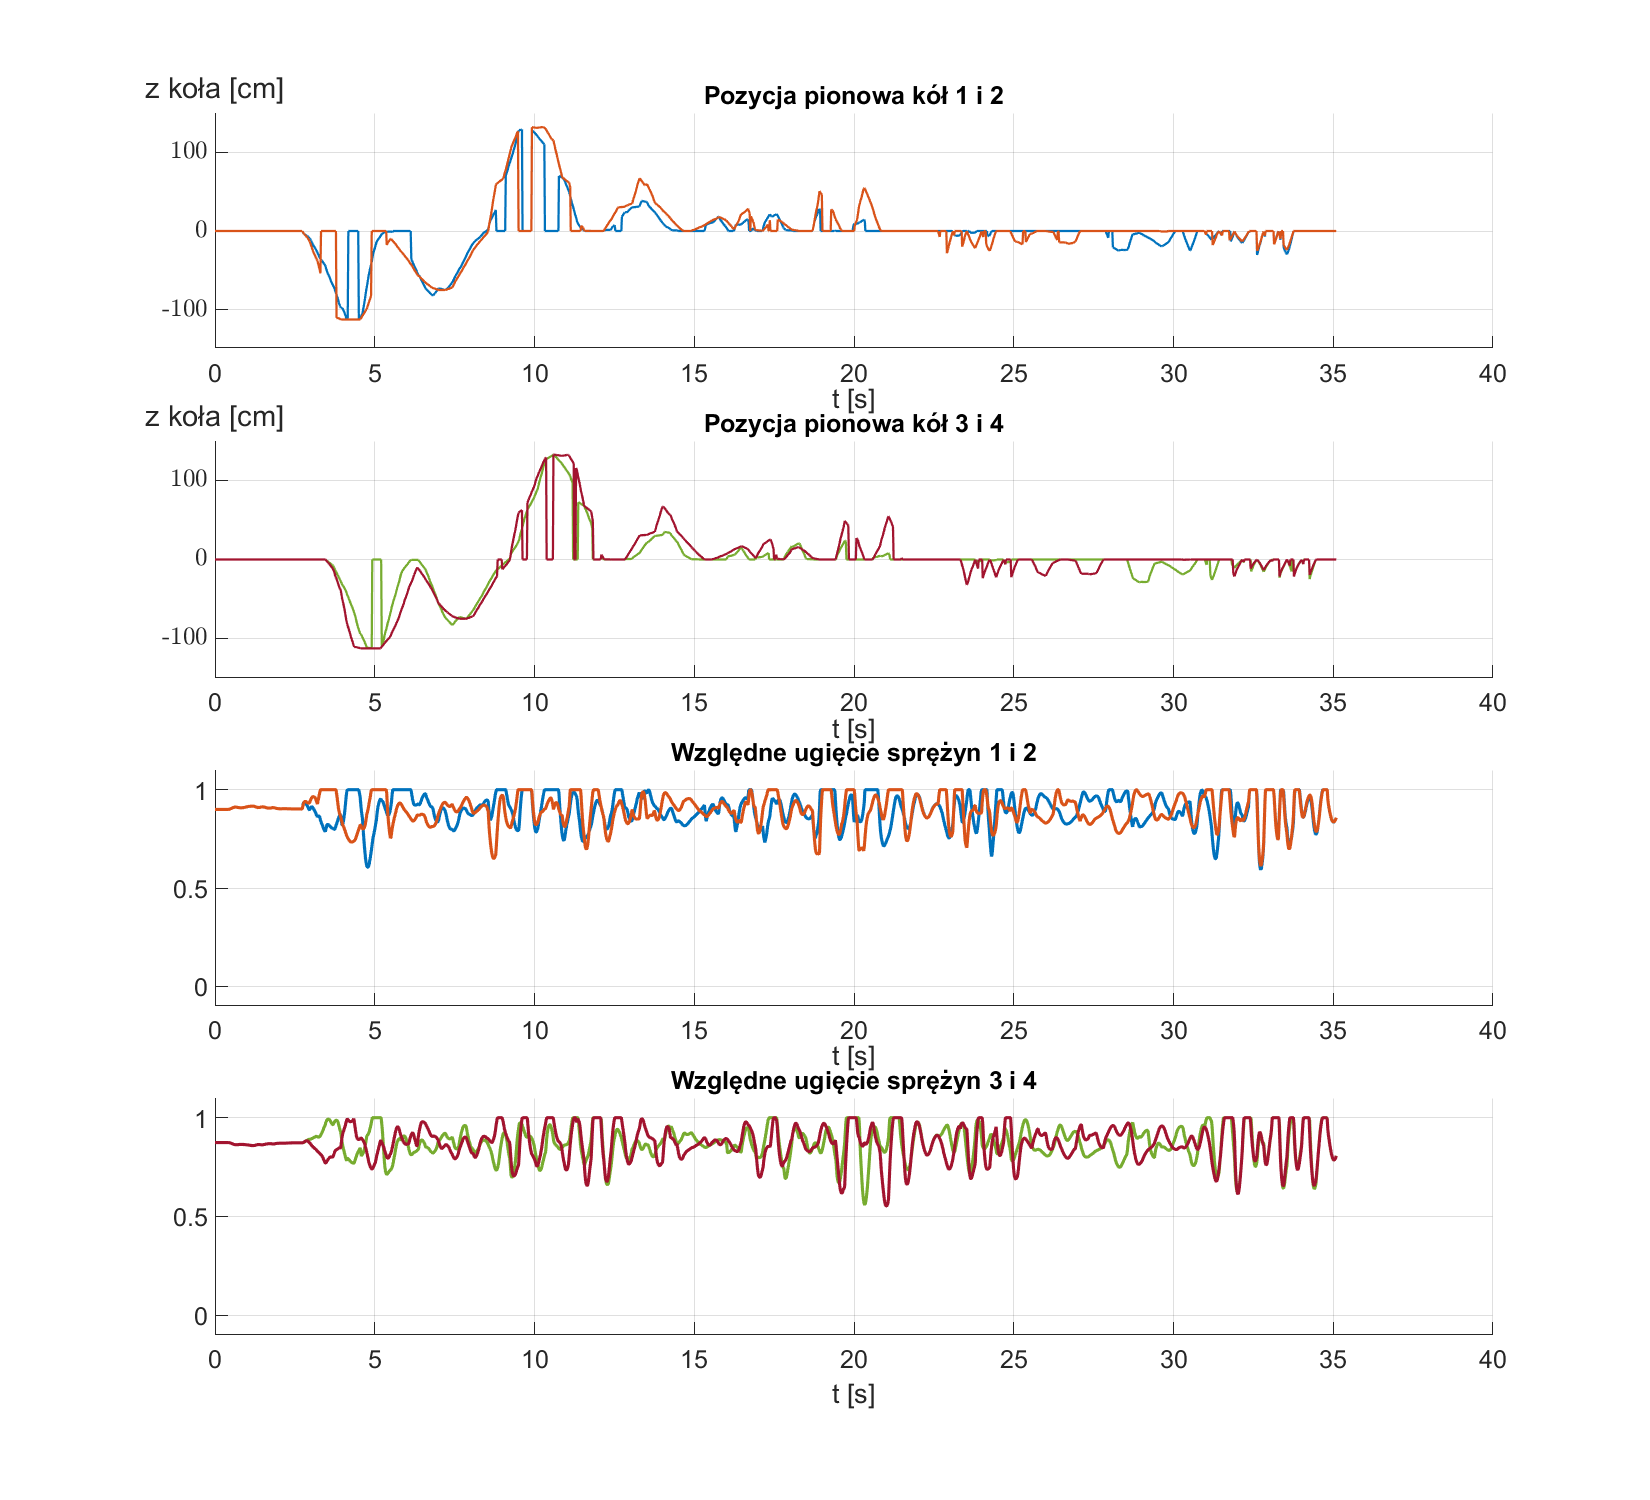 z koła [cm]
Pozycja pionowa kół 1 i 2
100
0
-100
0 5 10 15 20 25 30 35 40
t [s]
z koła [cm]
Pozycja pionowa kół 3 i 4
100
0
-100
0 5 10 15 20 25 30 35 40
t [s]
Względne ugięcie sprężyn 1 i 2
1
0.5
0
0 5 10 15 20 25 30 35 40
t [s]
Względne ugięcie sprężyn 3 i 4
1
0.5
0
0 5 10 15 20 25 30 35 40
t [s]